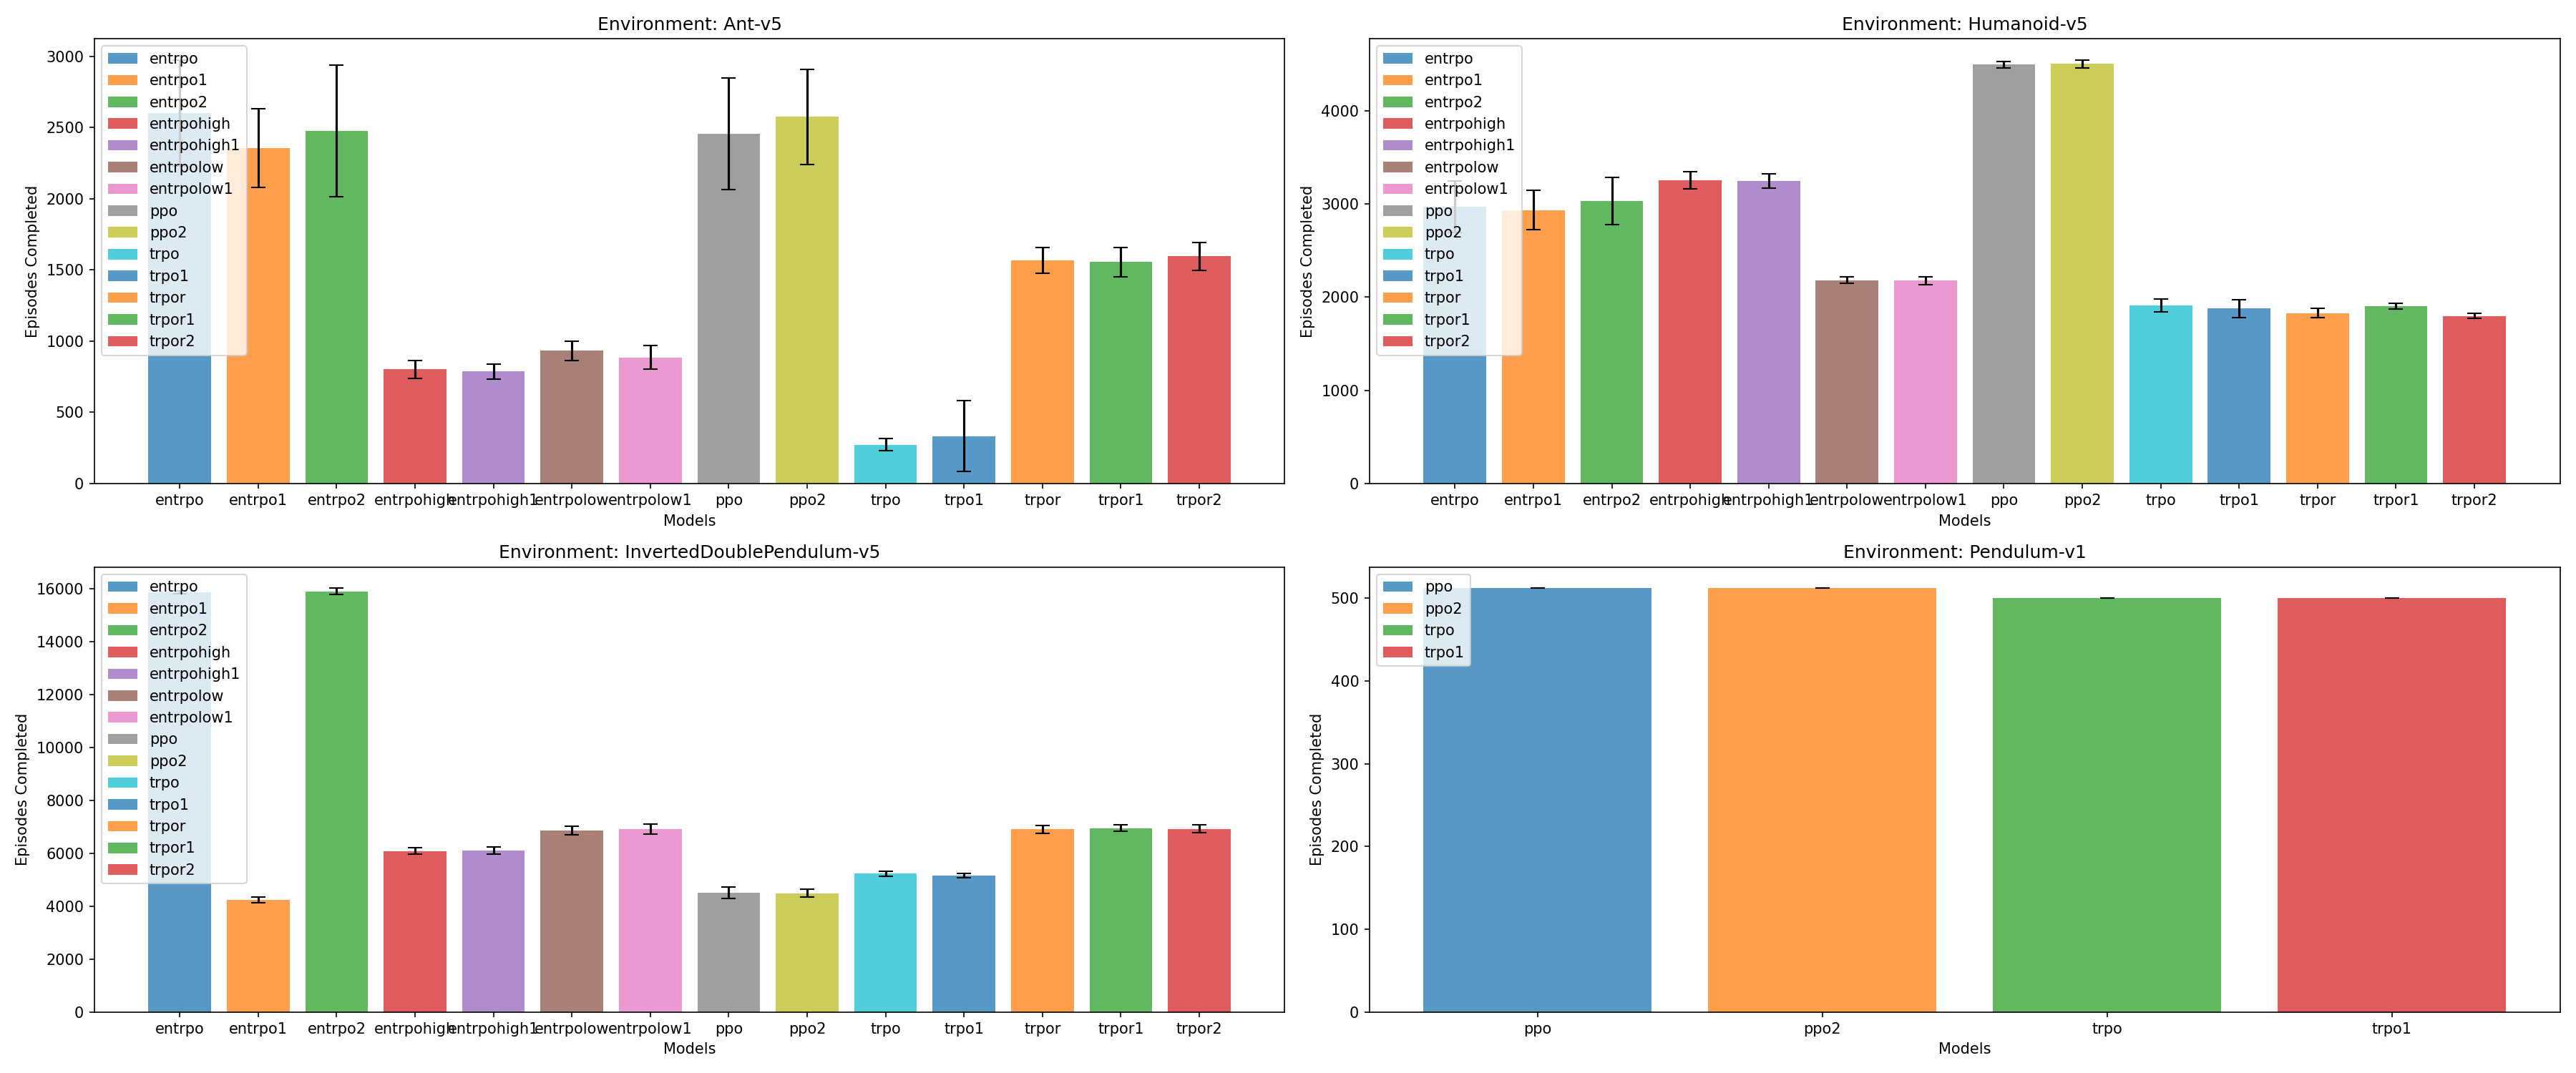 Environment: Ant-v5
Episodes Completed
3000
2500
2000
1500
1000
500
0
entrpo
entrpo1
entrpo2
entrpohigh
entrpohigh1
entrpolow
entrpolow1
ppo
ppo2
trpo
trpo1
trpor
trpor1
trpor2
entrpo entrpo1 entrpo2 entrpohigh entrpohigh1 entrpolow entrpolow1 ppo ppo2 trpo trpo1 trpor trpor1 trpor2
Models
Environment: Humanoid-v5
Episodes Completed
4000
3000
2000
1000
0
entrpo
entrpo1
entrpo2
entrpohigh
entrpohigh1
entrpolow
entrpolow1
ppo
ppo2
trpo
trpo1
trpor
trpor1
trpor2
entrpo entrpo1 entrpo2 entrpohigh entrpohigh1 entrpolow entrpolow1 ppo ppo2 trpo trpo1 trpor trpor1 trpor2
Models
Environment: InvertedDoublePendulum-v5
Episodes Completed
16000
14000
12000
10000
8000
6000
4000
2000
0
entrpo
entrpo1
entrpo2
entrpohigh
entrpohigh1
entrpolow
entrpolow1
ppo
ppo2
trpo
trpo1
trpor
trpor1
trpor2
entrpo entrpo1 entrpo2 entrpohigh entrpohigh1 entrpolow entrpolow1 ppo ppo2 trpo trpo1 trpor trpor1 trpor2
Models
Environment: Pendulum-v1
Episodes Completed
500
400
300
200
100
0
ppo
ppo2
trpo
trpo1
ppo ppo2 trpo trpo1
Models